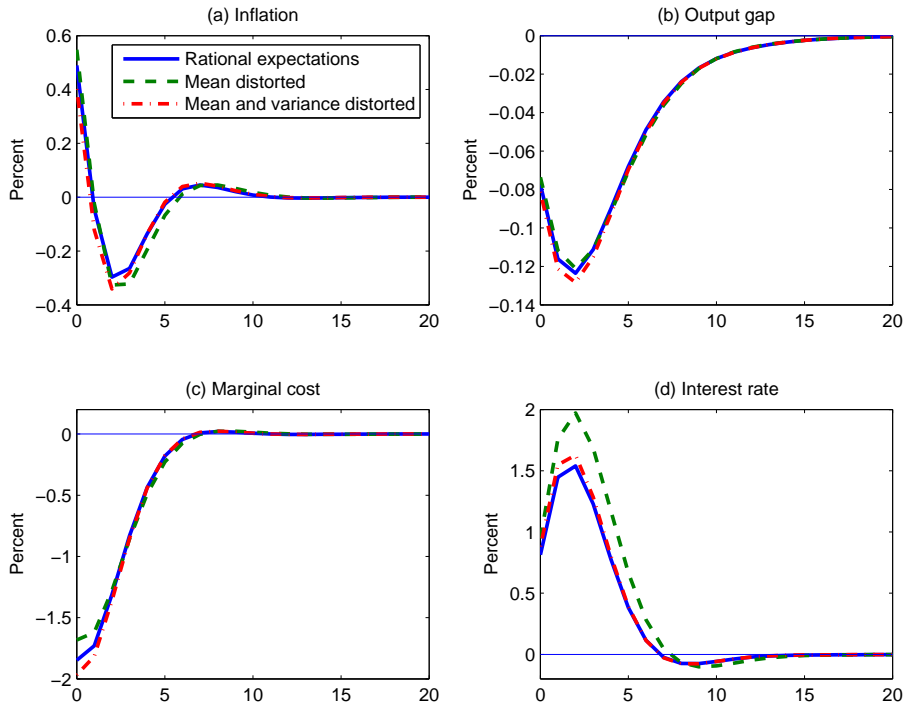 (a) Inflation
(b) Output gap
0.6
0.4
0.2
0
−0.2
−0.4
Percent
Rational expectations
Mean distorted
Mean and variance distorted
0 5 10 15 20
0
−0.02
−0.04
−0.06
−0.08
−0.10
−0.12
−0.14
Percent
0 5 10 15 20
(c) Marginal cost
(d) Interest rate
0
−0.5
−1
−1.5
−2
Percent
0 5 10 15 20
2
1.5
1
0.5
0
Percent
0 5 10 15 20